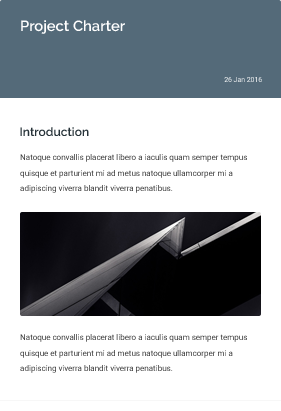 Project Charter
26 Jan 2016
Introduction
Natoque convallis placerat libero a iaculis quam semper tempus
quisque et parturient mi ad metus natoque ullamcorper mi a
adipiscing viverra blandit viverra penatibus.
Natoque convallis placerat libero a iaculis quam semper tempus
quisque et parturient mi ad metus natoque ullamcorper mi a
adipiscing viverra blandit viverra penatibus.